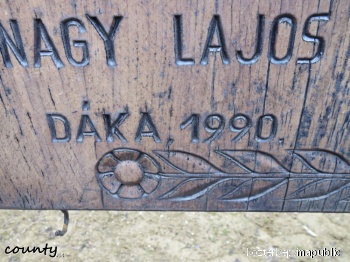 NAGY LAJOS
DÁKA, 1990.
county
mapublic